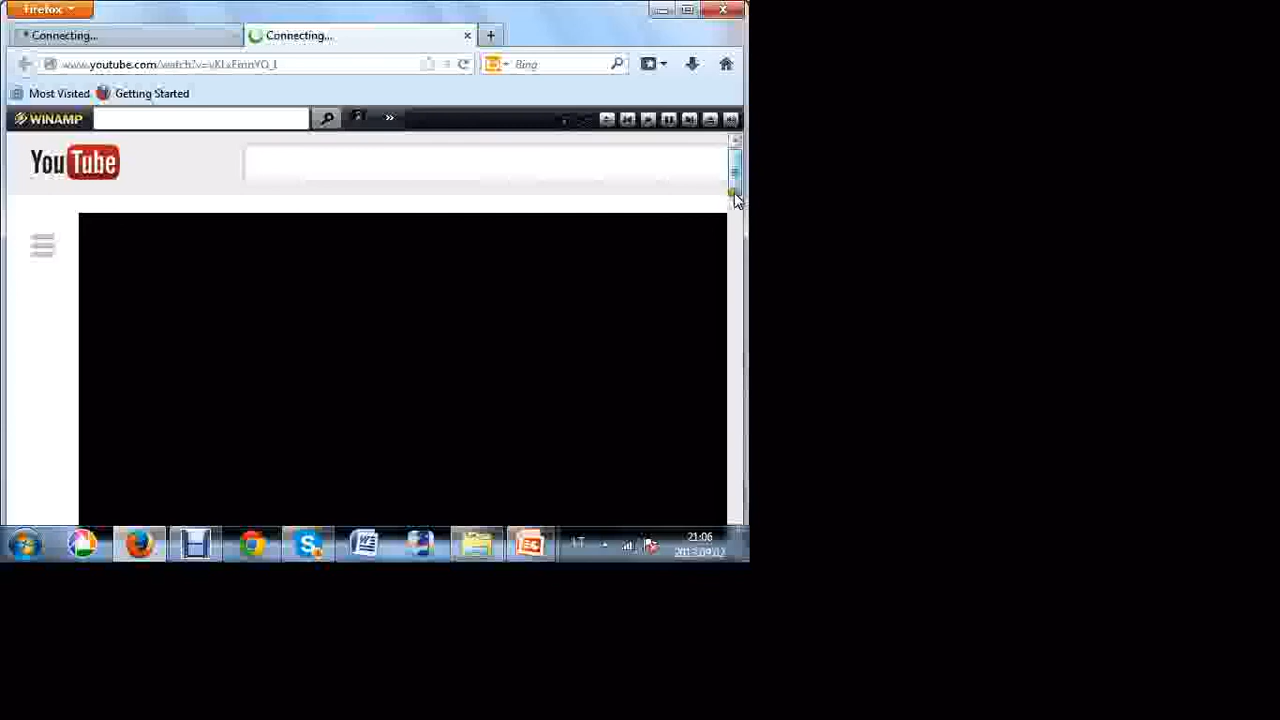 Firefox
Connecting...
Connecting...
Bing
Most Visited
Getting Started
WINAMP
YouTube
21:06